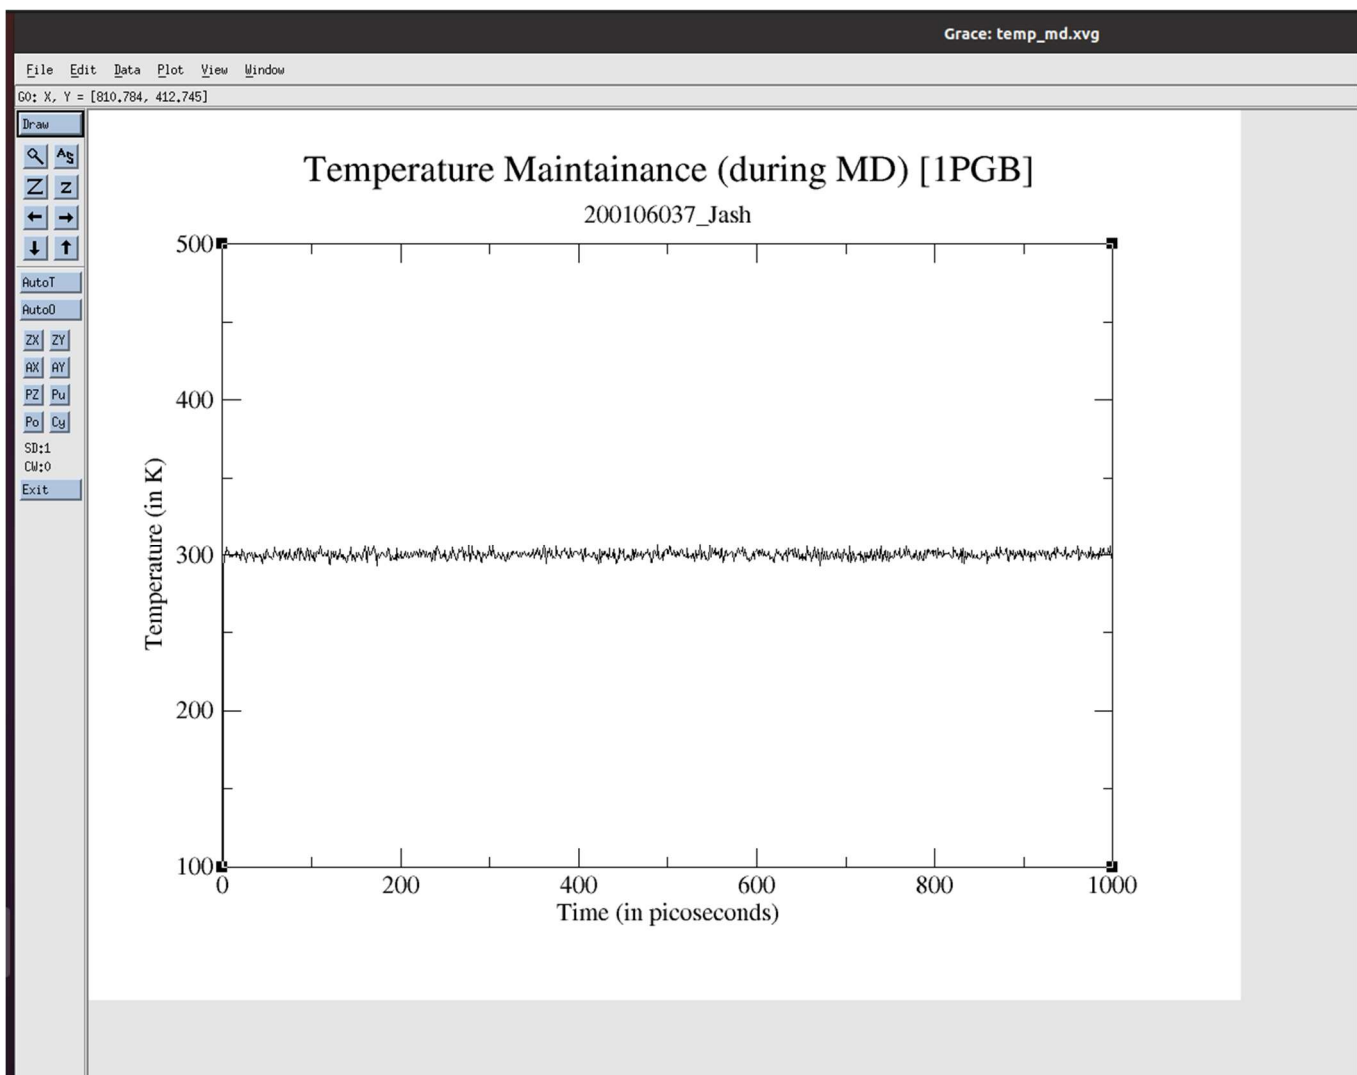 Grace: temp_md.xvg
File Edit Data Plot View Window
G0: X, Y = [810.784, 412.745]
Draw
AS
Z z
AutoT
AutoO
ZX ZY
AX AY
PZ Pu
Po Cy
SD:1
CW:0
Exit
Temperature Maintainance (during MD) [1PGB]
200106037_Jash
500
400
300
200
100
Temperature (in K)
0 200 400 600 800 1000
Time (in picoseconds)